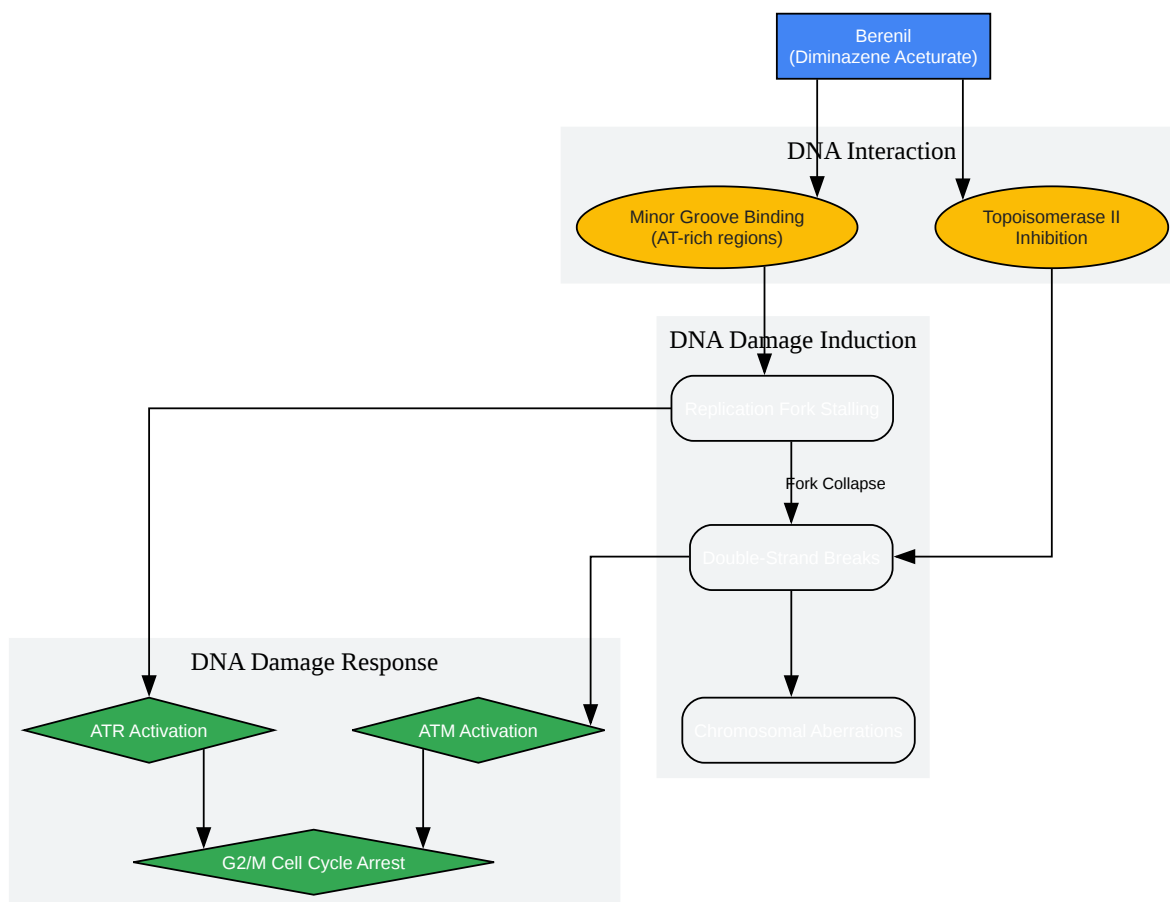 Berenil
(Diminazene Aceturate)
DNA Interaction
Minor Groove Binding
(AT-rich regions)
Topoisomerase II
Inhibition
DNA Damage Induction
Replication Fork Stalling
Fork Collapse
Double-Strand Breaks
DNA Damage Response
ATR Activation
ATM Activation
Chromosomal Aberrations
G2/M Cell Cycle Arrest